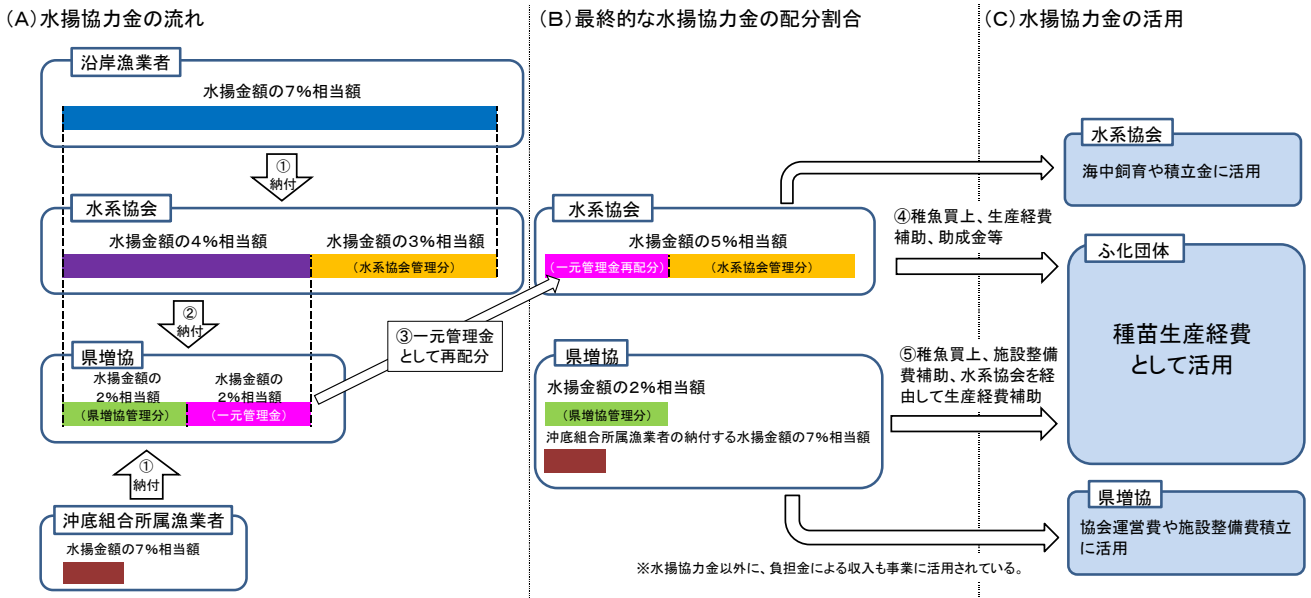 (A)水揚協力金の流れ
沿岸漁業者
水揚金額の7%相当額
①
納付
水系協会
水揚金額の4%相当額
水揚金額の3%相当額
(水系協会管理分)
②
納付
県増協
水揚金額の
2%相当額
(県増協管理分)
水揚金額の
2%相当額
(一元管理金)
①
納付
沖底組合所属漁業者
水揚金額の7%相当額
③一元管理金
として再配分
(B)最終的な水揚協力金の配分割合
水系協会
水揚金額の5%相当額
(一元管理金再配分)
(水系協会管理分)
県増協
水揚金額の2%相当額
(県増協管理分)
沖底組合所属漁業者の納付する水揚金額の7%相当額
④稚魚買上、生産経費
補助、助成金等
⑤稚魚買上、施設整備
費補助、水系協会を経
由して生産経費補助
(C)水揚協力金の活用
水系協会
海中飼育や積立金に活用
ふ化団体
種苗生産経費
として活用
県増協
協会運営費や施設整備費積立
に活用
※水揚協力金以外に、負担金による収入も事業に活用されている。